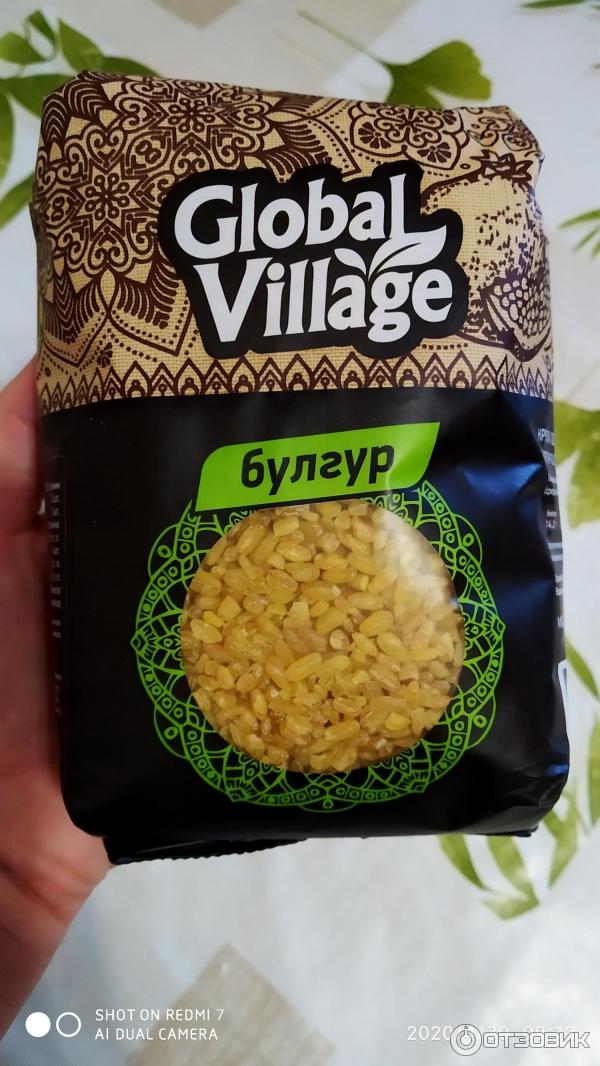 Global
Village
булгур
SHOT ON REDMI 7
AI DUAL CAMERA
ОТЗОВИК